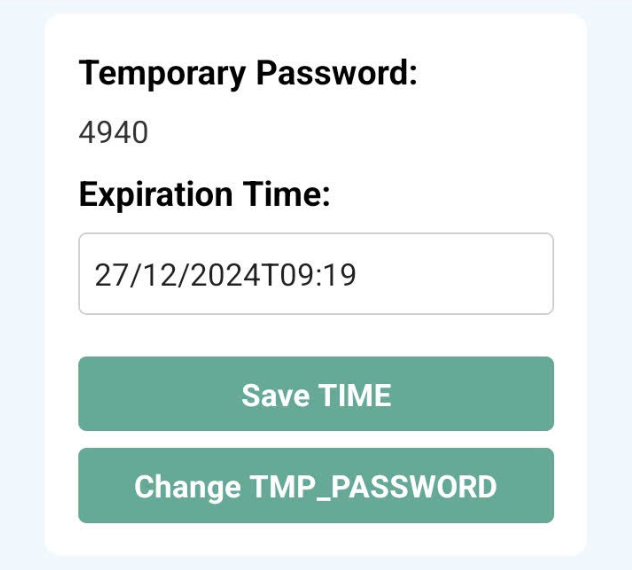 Temporary Password:
4940
Expiration Time:
27/12/2024T09:19
Save TIME
Change TMP_PASSWORD